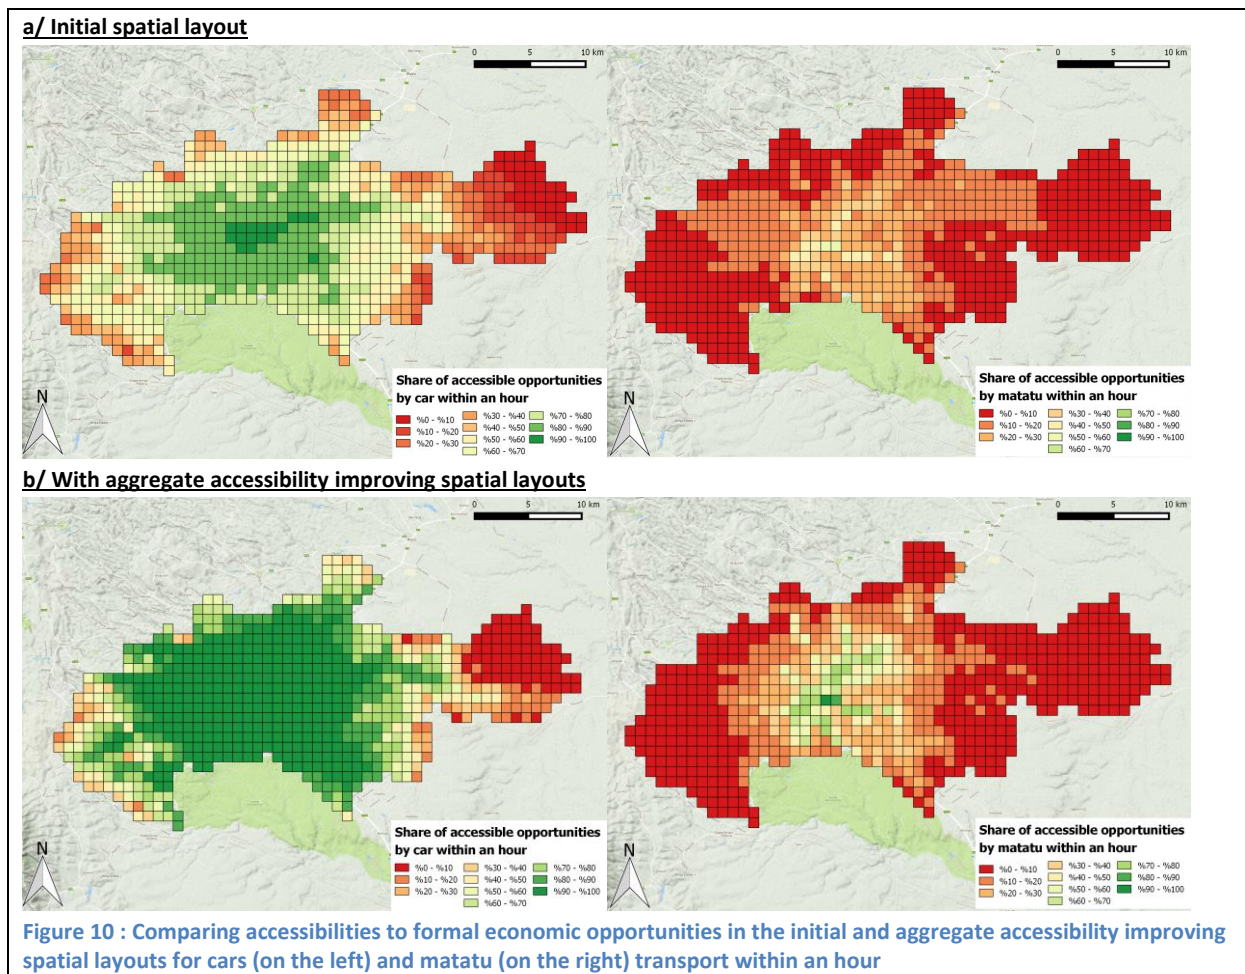 a/ Initial spatial layout
0 5 10 km
0 5 10 km
N
Share of accessible opportunities
by car within an hour
%0 - %10
%10 - %20
%20 - %30
%30 - %40
%40 - %50
%50 - %60
%60 - %70
%70 - %80
%80 - %90
%90 - %100
N
Share of accessible opportunities
by matatu within an hour
%0 - %10
%10 - %20
%20 - %30
%30 - %40
%40 - %50
%50 - %60
%60 - %70
%70 - %80
%80 - %90
%90 - %100
b/ With aggregate accessibility improving spatial layouts
0 5 10 km
0 5 10 km
N
Share of accessible opportunities
by car within an hour
%0 - %10
%10 - %20
%20 - %30
%30 - %40
%40 - %50
%50 - %60
%60 - %70
%70 - %80
%80 - %90
%90 - %100
N
Share of accessible opportunities
by matatu within an hour
%0 - %10
%10 - %20
%20 - %30
%30 - %40
%40 - %50
%50 - %60
%60 - %70
%70 - %80
%80 - %90
%90 - %100
Figure 10 : Comparing accessibilities to formal economic opportunities in the initial and aggregate accessibility improving
spatial layouts for cars (on the left) and matatu (on the right) transport within an hour